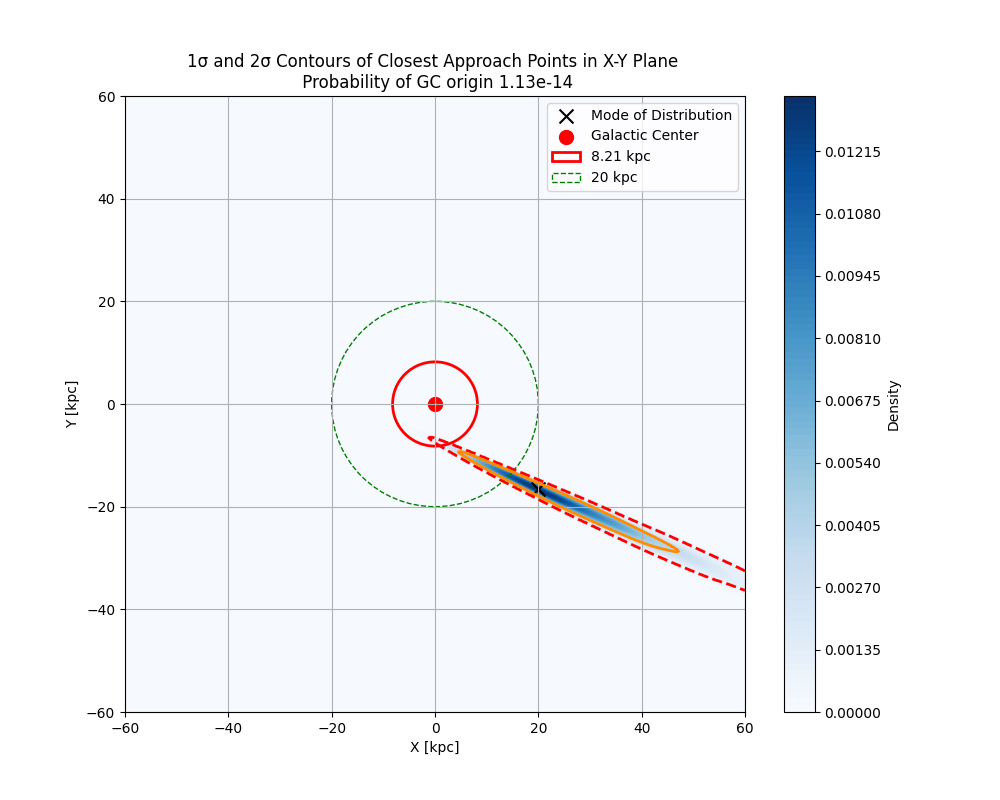 1σ and 2σ Contours of Closest Approach Points in X-Y Plane
Probability of GC origin 1.13e-14
Mode of Distribution
Galactic Center
8.21 kpc
20 kpc
60
40
20
0
−20
−40
−60
Y [kpc]
−60
−40
−20
0
20
40
60
X [kpc]
0.01215
0.01080
0.00945
0.00810
0.00675
0.00540
0.00405
0.00270
0.00135
0.00000
Density